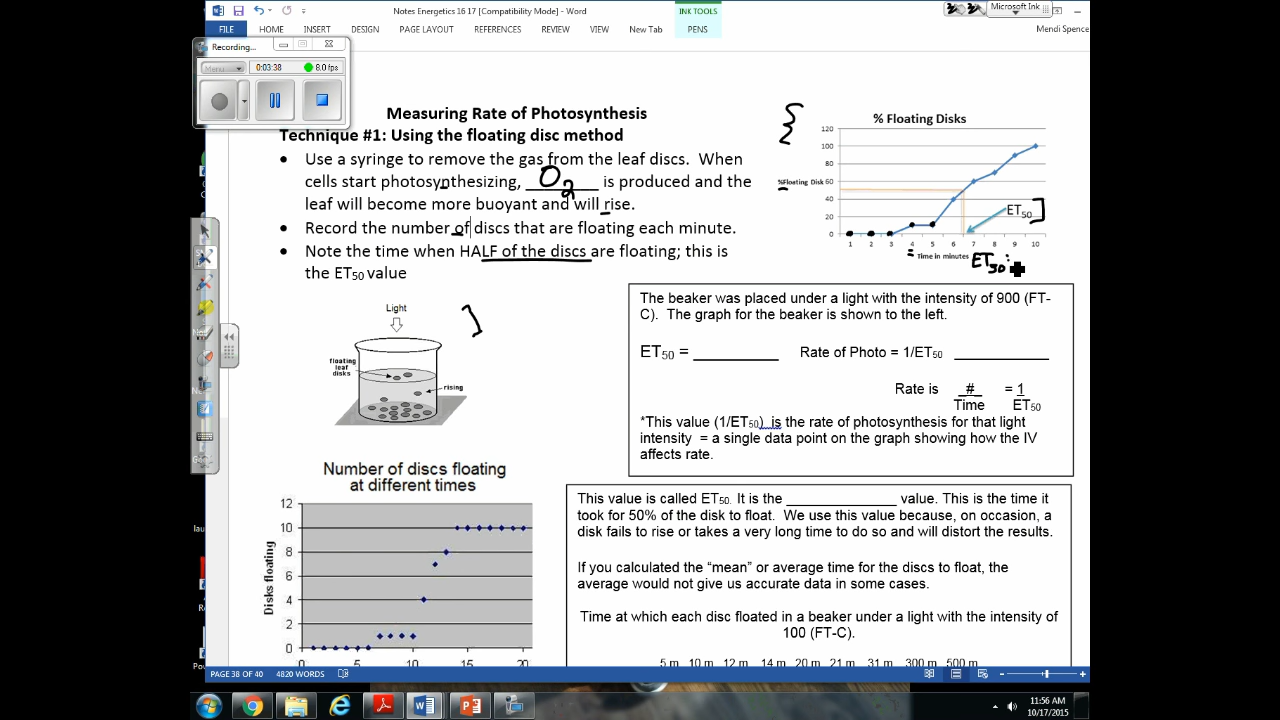 Notes Energetics 16 17 [Compatibility Mode] - Word
INK TOOLS
Microsoft Ink
FILE HOME INSERT DESIGN PAGE LAYOUT REFERENCES REVIEW VIEW New Tab PENS
Mendi Spence
Recording...
Menu 0:03:38 8.0 fps
Measuring Rate of Photosynthesis
Technique #1: Using the floating disc method
• Use a syringe to remove the gas from the leaf discs. When
cells start photosynthesizing, O2 is produced and the
leaf will become more buoyant and will rise.
• Record the number of discs that are floating each minute.
• Note the time when HALF of the discs are floating; this is
the ET50 value
% Floating Disks
120
100
80
%Floating Disk 60
40
20
0
ET50
1 2 3 4 5 6 7 8 9 10
Time in minutes
ET50:
Light
floating
leaf
disks
rising
The beaker was placed under a light with the intensity of 900 (FT-
C). The graph for the beaker is shown to the left.
ET50 = ________ Rate of Photo = 1/ET50 ________
Rate is # = 1
Time ET50
*This value (1/ET50) is the rate of photosynthesis for that light
intensity = a single data point on the graph showing how the IV
affects rate.
Number of discs floating
at different times
Disks floating
12
10
8
6
4
2
0
0 5 10 15 20
This value is called ET50. It is the ________ value. This is the time it
took for 50% of the disk to float. We use this value because, on occasion, a
disk fails to rise or takes a very long time to do so and will distort the results.
If you calculated the “mean” or average time for the discs to float, the
average would not give us accurate data in some cases.
Time at which each disc floated in a beaker under a light with the intensity of
100 (FT-C).
5 m 10 m 12 m 14 m 20 m 21 m 31 m 300 m 500 m
PAGE 38 OF 40 4820 WORDS
11:56 AM
10/17/2015